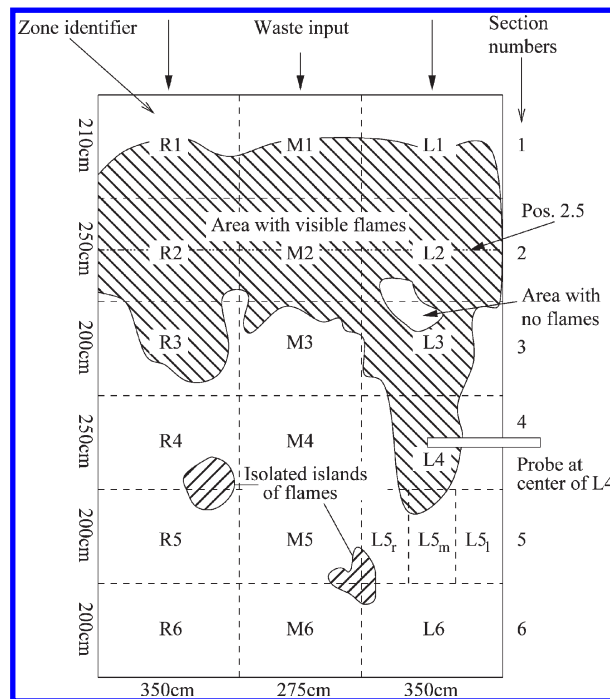 Zone identifier
Waste input
Section
numbers
210cm
R1
M1
L1
1
Area with visible flames
Pos. 2.5
250cm
R2
M2
L2
2
Area with
no flames
200cm
R3
M3
L3
3
250cm
R4
M4
L4
4
Isolated islands
of flames
Probe at
center of L4
200cm
R5
M5
L5r
L5m
L5l
5
200cm
R6
M6
L6
6
350cm
275cm
350cm